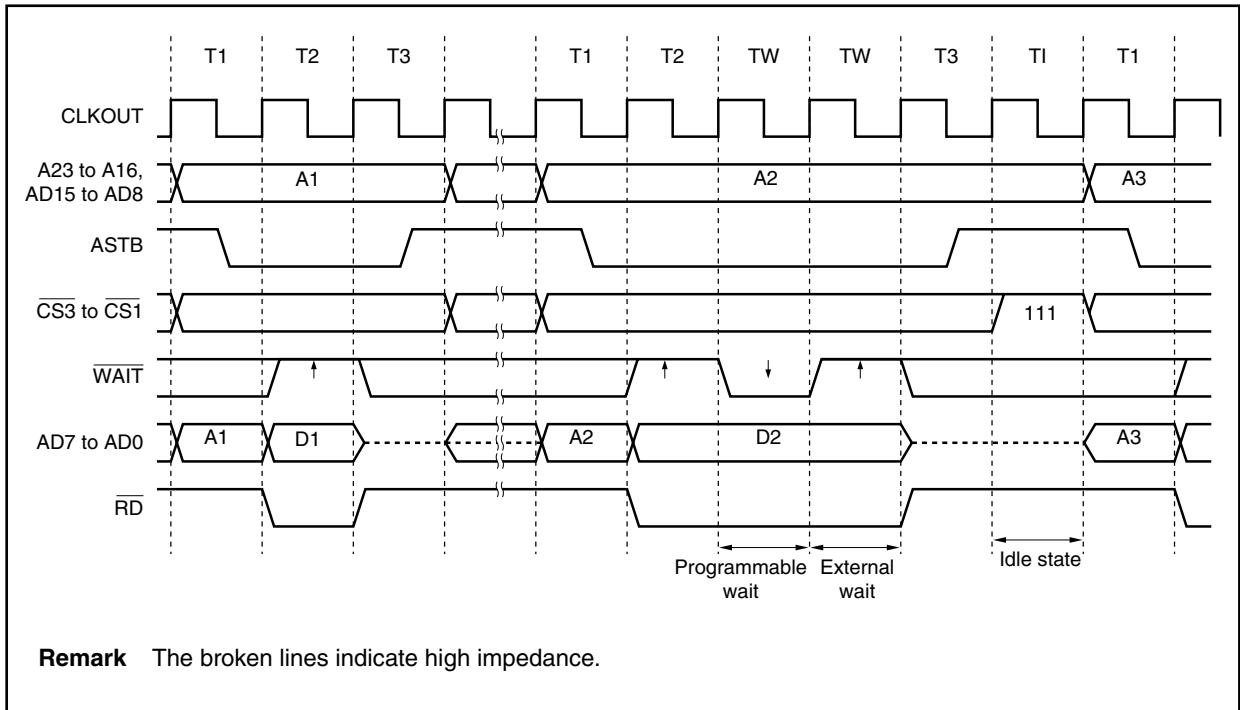 T1 T2 T3 T1 T2 TW TW T3 TI T1
CLKOUT
A23 to A16,
AD15 to AD8
A1 A2 A3
ASTB
CS3 to CS1
111
WAIT
AD7 to AD0
A1 D1 A2 D2 A3
RD
Programmable
wait
External
wait
Idle state
Remark The broken lines indicate high impedance.